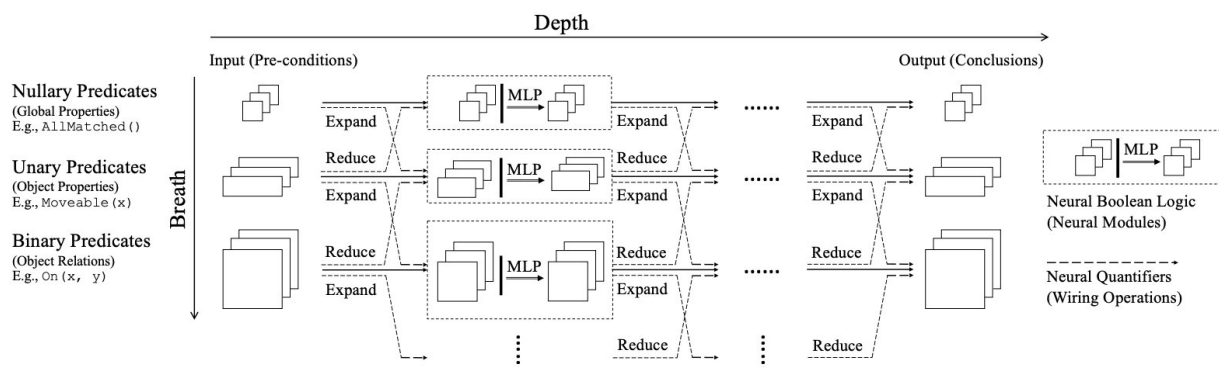 Depth
Input (Pre-conditions)
Output (Conclusions)
Breath
Nullary Predicates
(Global Properties)
E.g., AllMatched()
MLP
Expand
Expand
......
Expand
Reduce
Reduce
Reduce
Unary Predicates
(Object Properties)
E.g., Moveable(x)
MLP
Expand
Expand
......
Expand
Reduce
Reduce
Reduce
Binary Predicates
(Object Relations)
E.g., On(x, y)
MLP
Expand
Expand
......
Expand
Reduce
Reduce
MLP
Neural Boolean Logic
(Neural Modules)
Neural Quantifiers
(Wiring Operations)